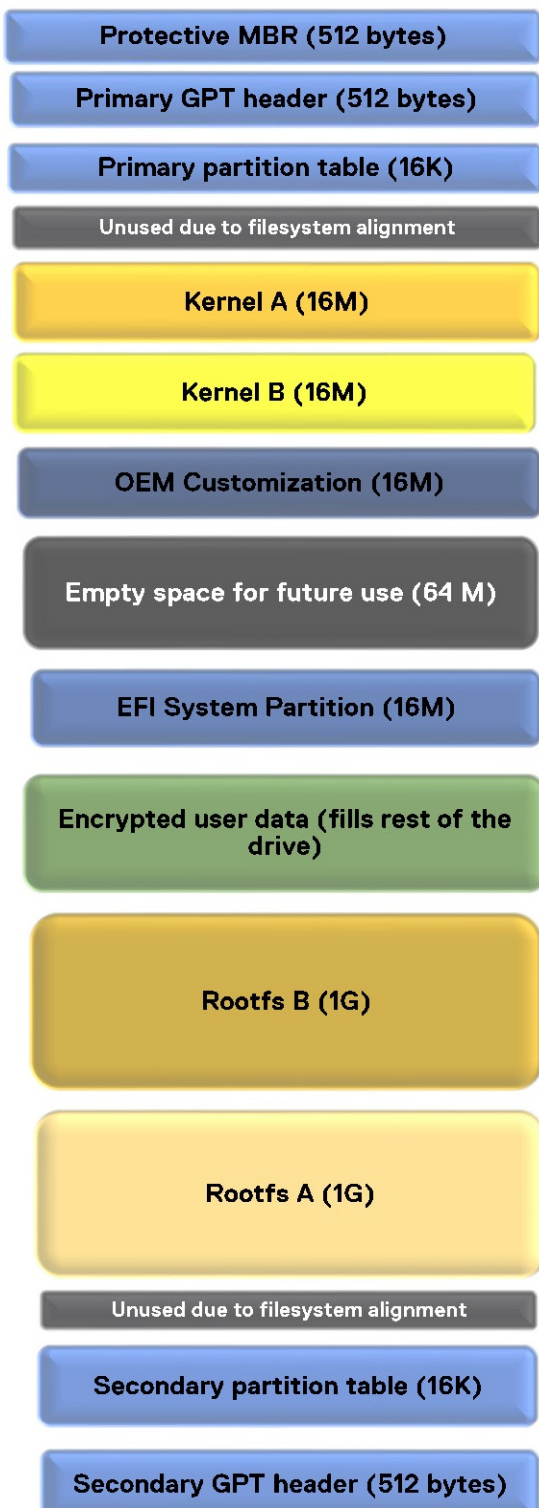 Protective MBR (512 bytes)
Primary GPT header (512 bytes)
Primary partition table (16K)
Unused due to filesystem alignment
Kernel A (16M)
Kernel B (16M)
OEM Customization (16M)
Empty space for future use (64 M)
EFI System Partition (16M)
Encrypted user data (fills rest of the
drive)
Rootfs B (1G)
Rootfs A (1G)
Unused due to filesystem alignment
Secondary partition table (16K)
Secondary GPT header (512 bytes)